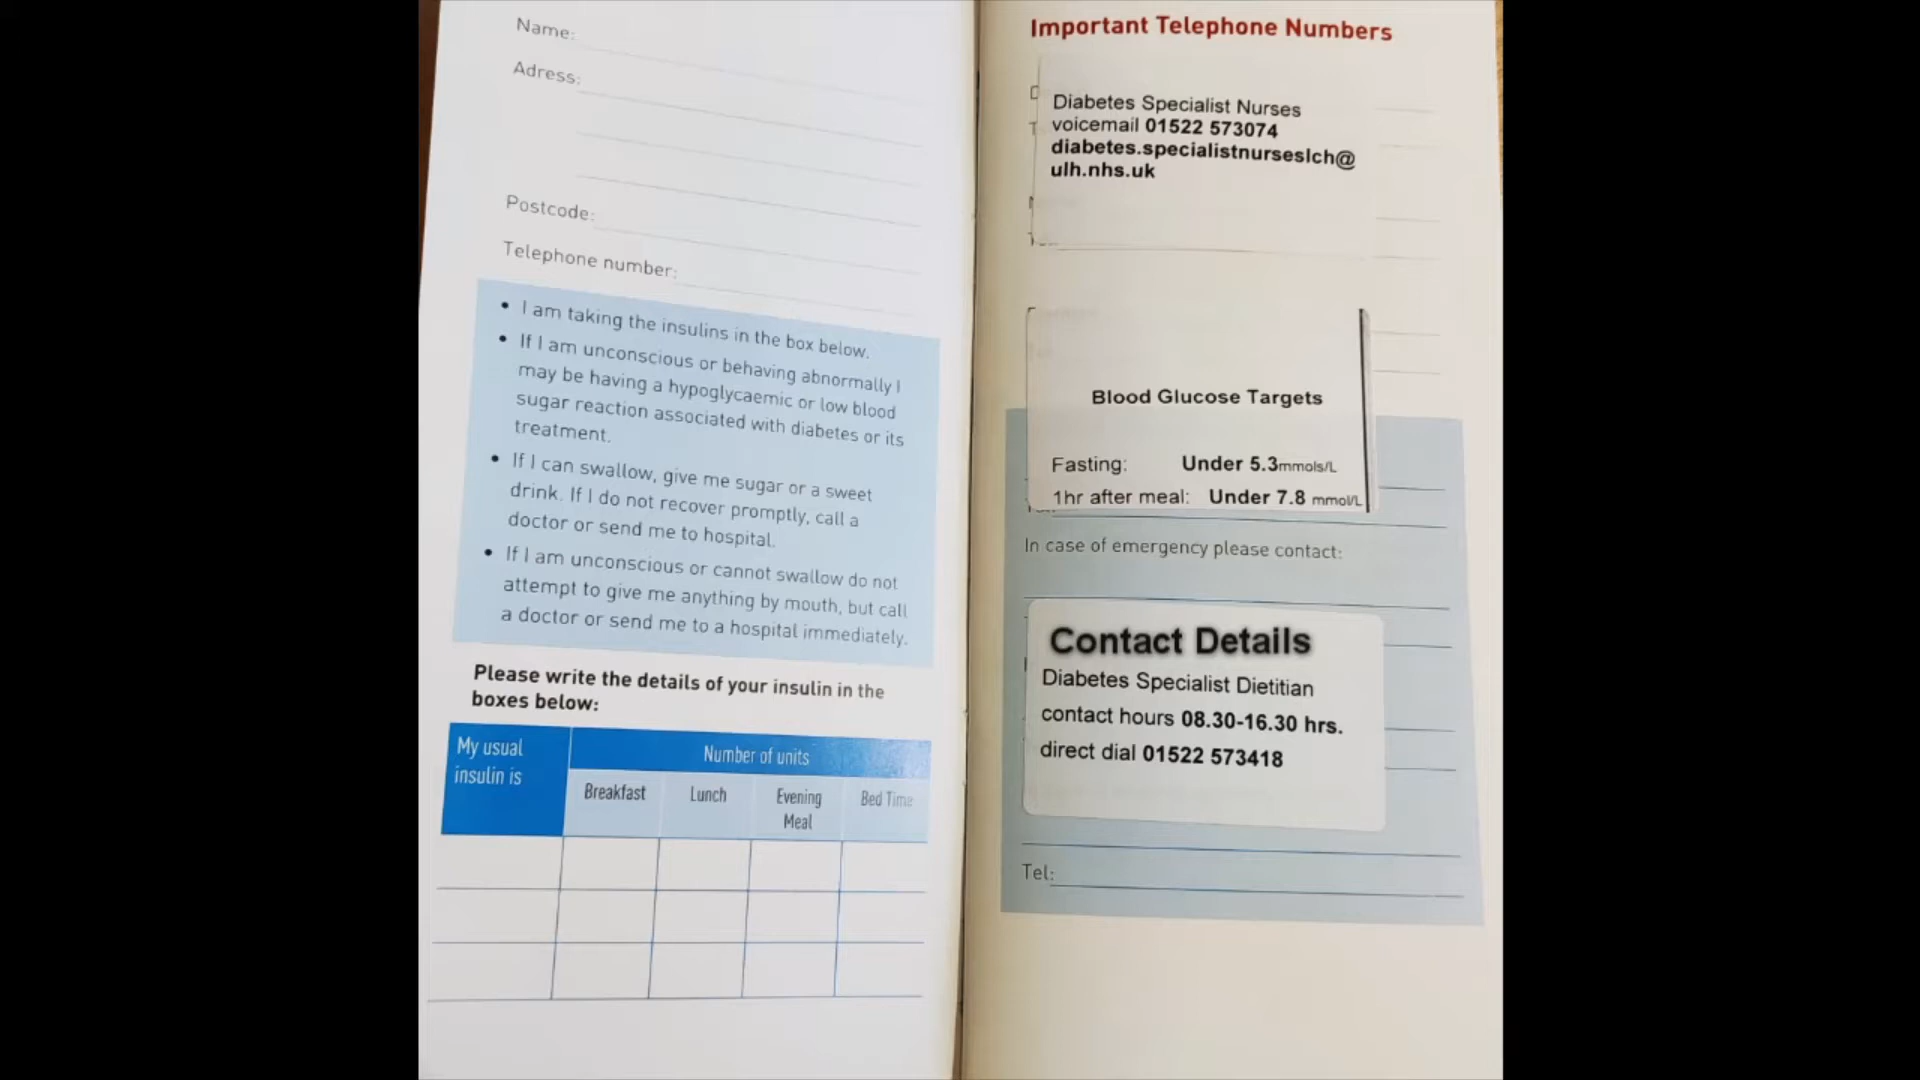 Name:
Adress:
Postcode:
Telephone number:
• I am taking the insulins in the box below.
• If I am unconscious or behaving abnormally I
may be having a hypoglycaemic or low blood
sugar reaction associated with diabetes or its
treatment.
• If I can swallow, give me sugar or a sweet
drink. If I do not recover promptly, call a
doctor or send me to hospital.
• If I am unconscious or cannot swallow do not
attempt to give me anything by mouth, but call
a doctor or send me to a hospital immediately.
Please write the details of your insulin in the
boxes below:
My usual
insulin is
Number of units
Breakfast
Lunch
Evening
Meal
Bed Time
Important Telephone Numbers
Diabetes Specialist Nurses
voicemail 01522 573074
diabetes.specialistnurseslch@
ulh.nhs.uk
Blood Glucose Targets
Fasting: Under 5.3mmols/L
1hr after meal: Under 7.8 mmol/L
In case of emergency please contact:
Contact Details
Diabetes Specialist Dietitian
contact hours 08.30-16.30 hrs.
direct dial 01522 573418
Tel: